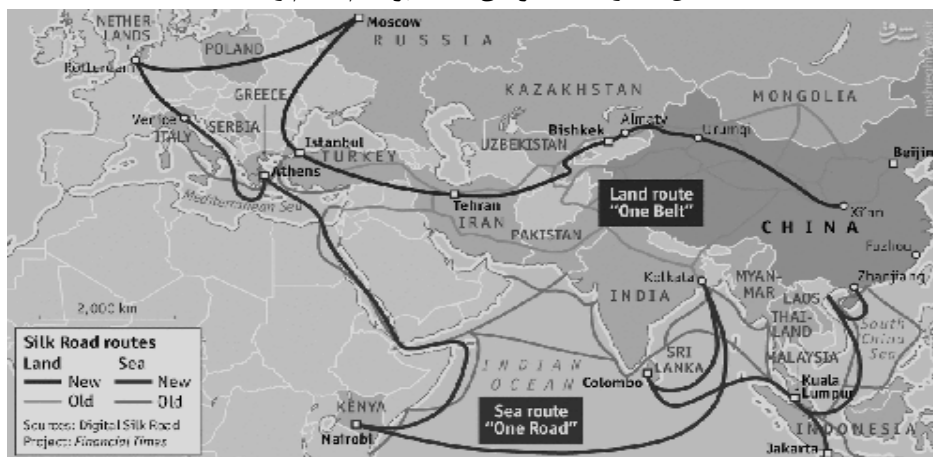 NETHER
LANDS
Moscow
RUSSIA
POLAND
Rotterdam
GREECE
KAZAKHSTAN
MONGOLIA
Venice
ITALY
SERBIA
Almaty
Bishkek
Urumqi
Istanbul
UZBEKISTAN
TURKEY
Beijin
Athens
Mediterranean Sea
Tehran
IRAN
Land route
"One Belt"
Xi'an
CHINA
PAKISTAN
Fuzhou
Kolkata
MYAN-
MAR
Zhanjiang
INDIA
LAOS
2,000 km
THAI-
LAND
South
China
Sea
Silk Road routes
Land Sea
New New
Old Old
Sources: Digital Silk Road
Project; Financial Times
INDIAN
OCEAN
SRI
LANKA
MALAYSIA
Colombo
Kuala
Lumpur
KENYA
Nairobi
Sea route
"One Road"
INDONESIA
Jakarta